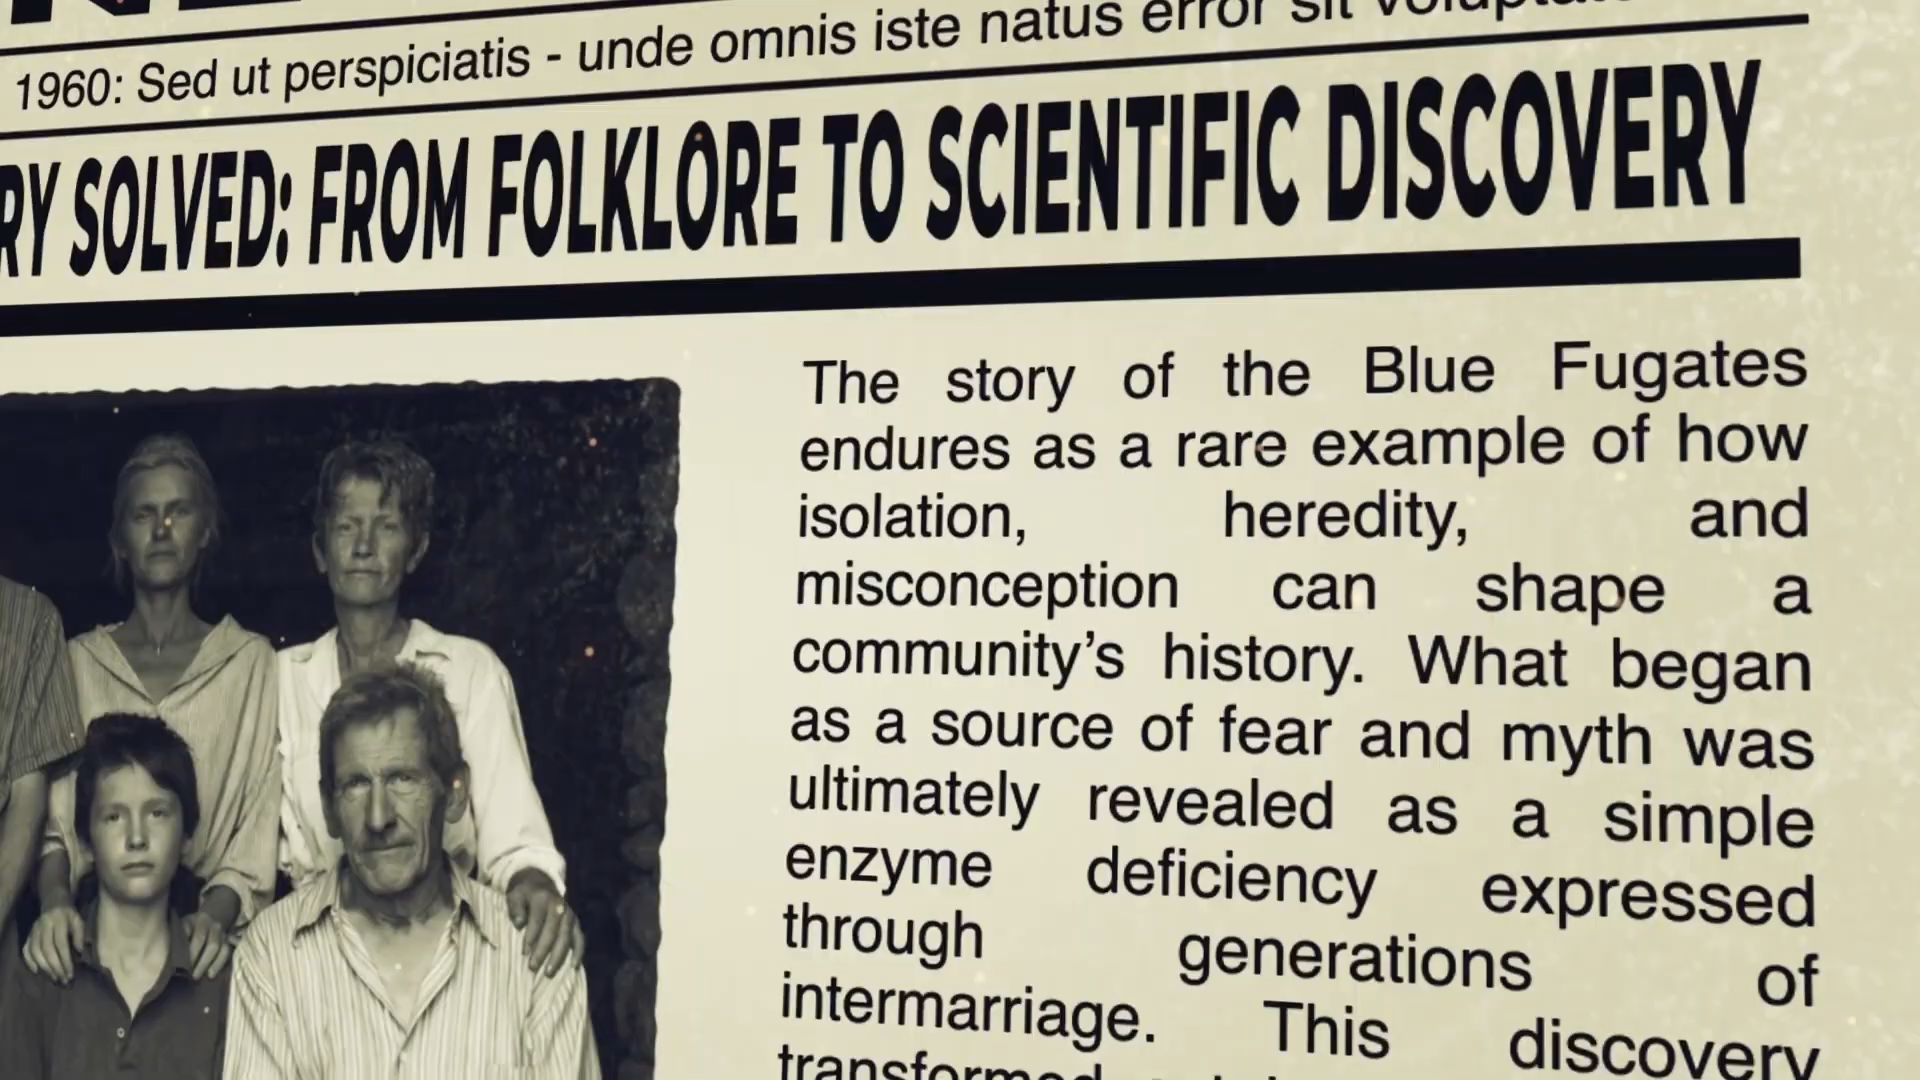 1960: Sed ut perspiciatis - unde omnis iste natus error sit
RY SOLVED: FROM FOLKLORE TO SCIENTIFIC DISCOVERY
The story of the Blue Fugates
endures as a rare example of how
isolation, heredity, and
misconception can shape a
community’s history. What began
as a source of fear and myth was
ultimately revealed as a simple
enzyme deficiency expressed
through generations of
intermarriage. This discovery
transformed